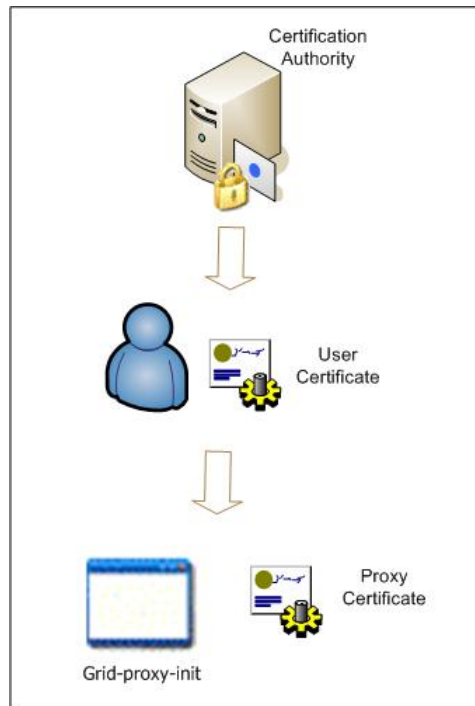 Certification
Authority
User
Certificate
Proxy
Certificate
Grid-proxy-init